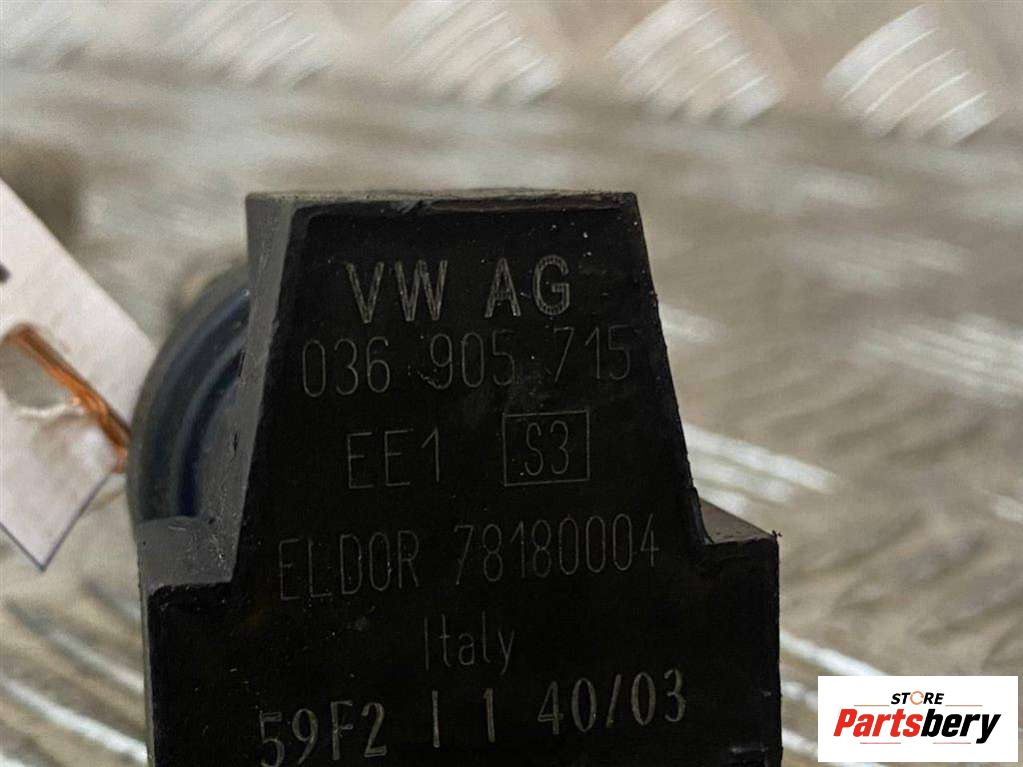 VW AG
036 905 715
EE1 S3
ELDOR 78180004
Italy
59F2 I 1 40/03
STORE
Partsbery